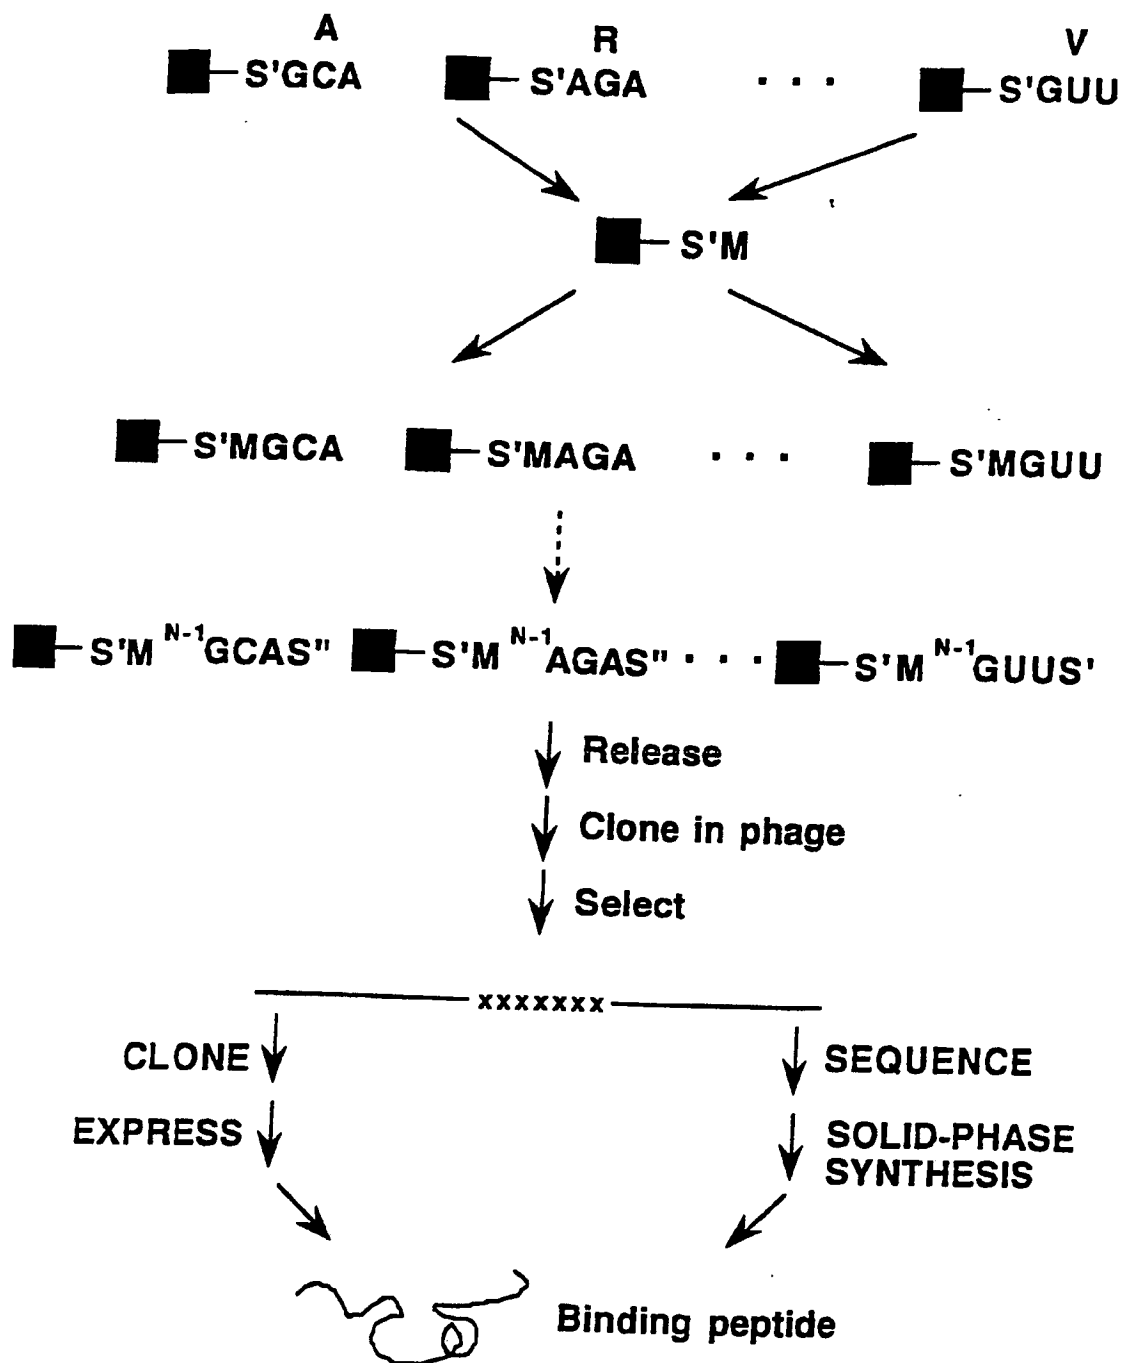 A R V
S'GCA S'AGA . . . S'GUU
S'M
S'MGCA S'MAGA . . . S'MGUU
S'M N-1 GCAS" S'M N-1 AGAS" . . . S'M N-1 GUUS'
Release
Clone in phage
Select
xxxxxxx
CLONE SEQUENCE
EXPRESS SOLID-PHASE
SYNTHESIS
Binding peptide